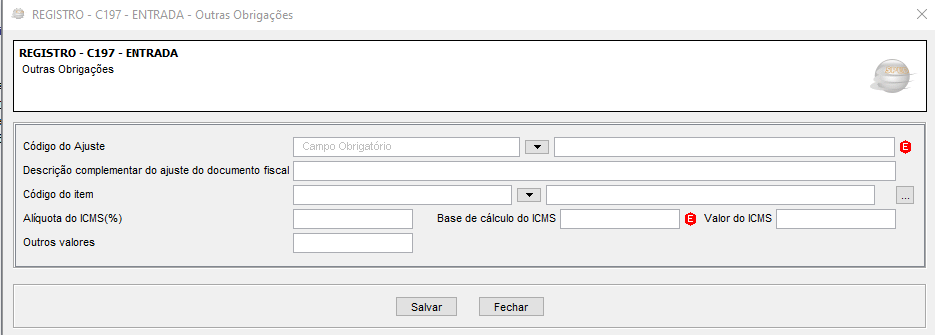 REGISTRO - C197 - ENTRADA - Outras Obrigações
REGISTRO - C197 - ENTRADA
Outras Obrigações
Código do Ajuste Campo Obrigatório E
Descrição complementar do ajuste do documento fiscal
Código do item ...
Alíquota do ICMS(%) Base de cálculo do ICMS E Valor do ICMS
Outros valores
Salvar Fechar